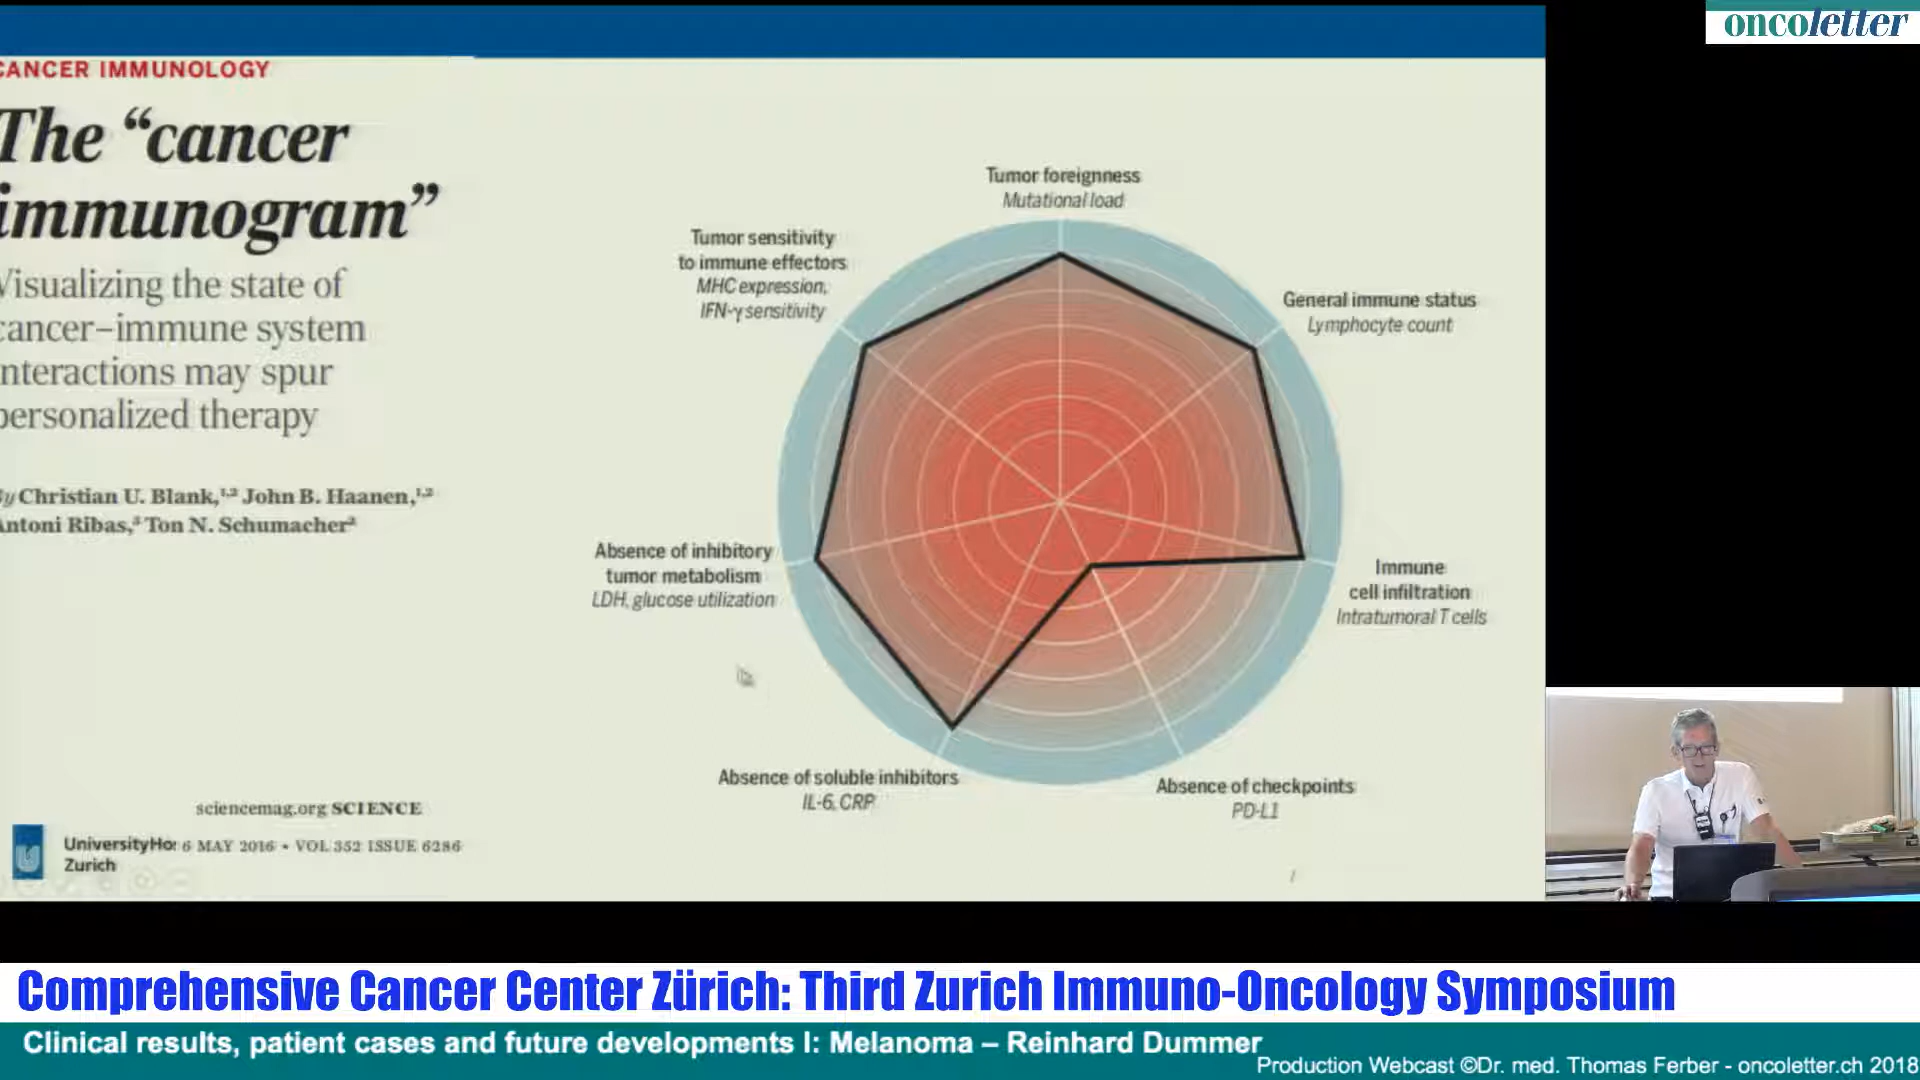 oncoletter
CANCER IMMUNOLOGY
The “cancer
immunogram”
Visualizing the state of
cancer–immune system
interactions may spur
personalized therapy
By Christian U. Blank,1,2 John B. Haanen,1,2
Antoni Ribas,3 Ton N. Schumacher2
sciencemag.org SCIENCE
6 MAY 2016 • VOL 352 ISSUE 6286
UniversityHo
Zurich
Tumor foreignness
Mutational load
General immune status
Lymphocyte count
Immune
cell infiltration
Intratumoral T cells
Absence of checkpoints
PD-L1
Absence of soluble inhibitors
IL-6, CRP
Absence of inhibitory
tumor metabolism
LDH, glucose utilization
Tumor sensitivity
to immune effectors
MHC expression,
IFN-γ sensitivity
Comprehensive Cancer Center Zürich: Third Zurich Immuno-Oncology Symposium
Clinical results, patient cases and future developments I: Melanoma – Reinhard Dummer
Production Webcast ©Dr. med. Thomas Ferber - oncoletter.ch 2018